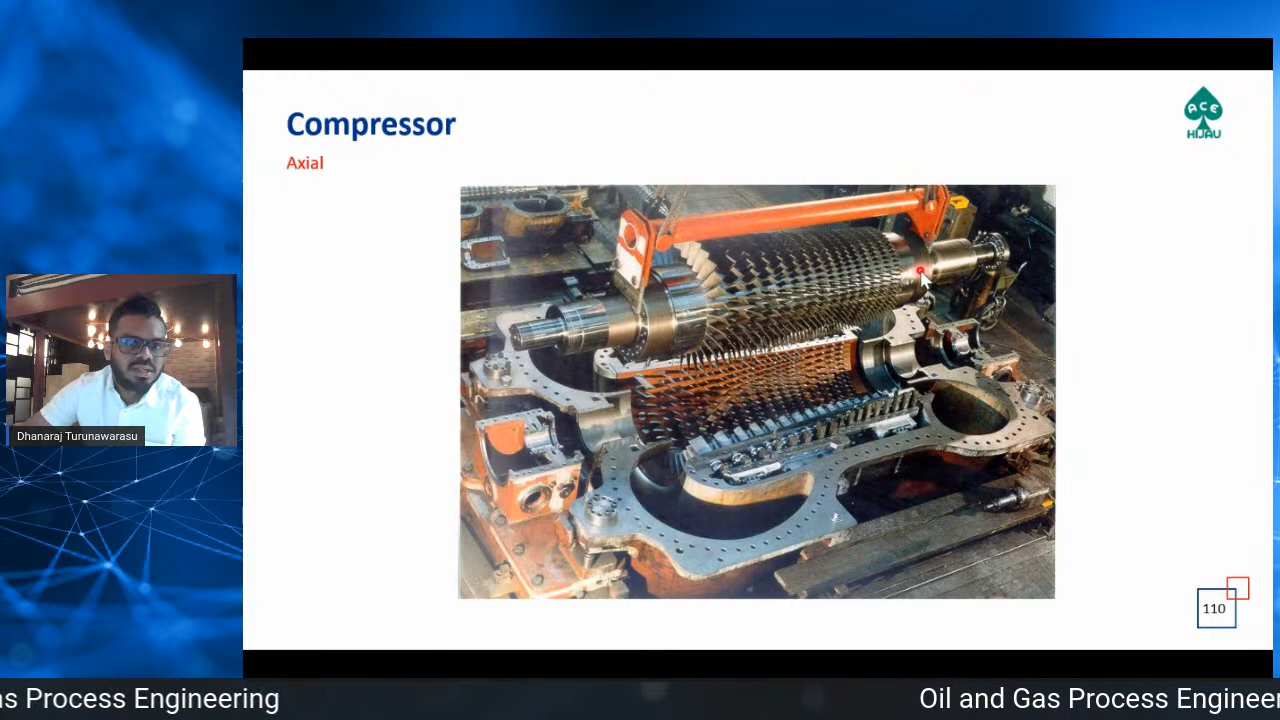 Compressor
Axial
ACE
HIJAU
Dhanaraj Turunawarasu
110
as Process Engineering
Oil and Gas Process Engineer